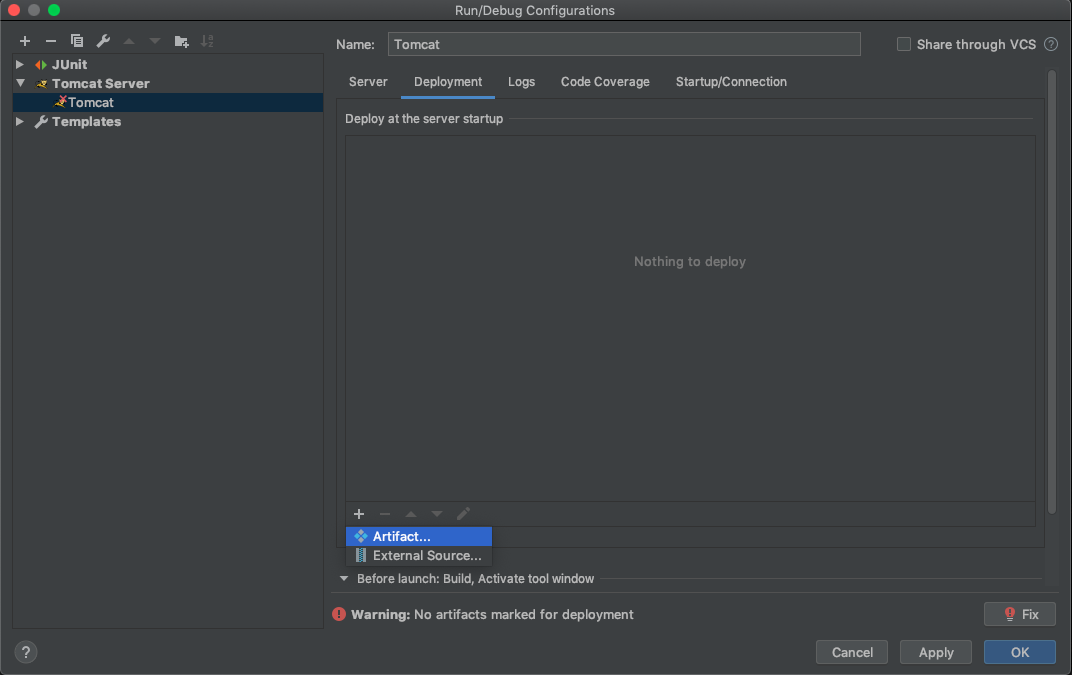 Run/Debug Configurations
JUnit
Tomcat Server
Tomcat
Templates
Name: Tomcat
Share through VCS ?
Server Deployment Logs Code Coverage Startup/Connection
Deploy at the server startup
Nothing to deploy
Artifact...
External Source...
Before launch: Build, Activate tool window
Warning: No artifacts marked for deployment
Fix
? Cancel Apply OK